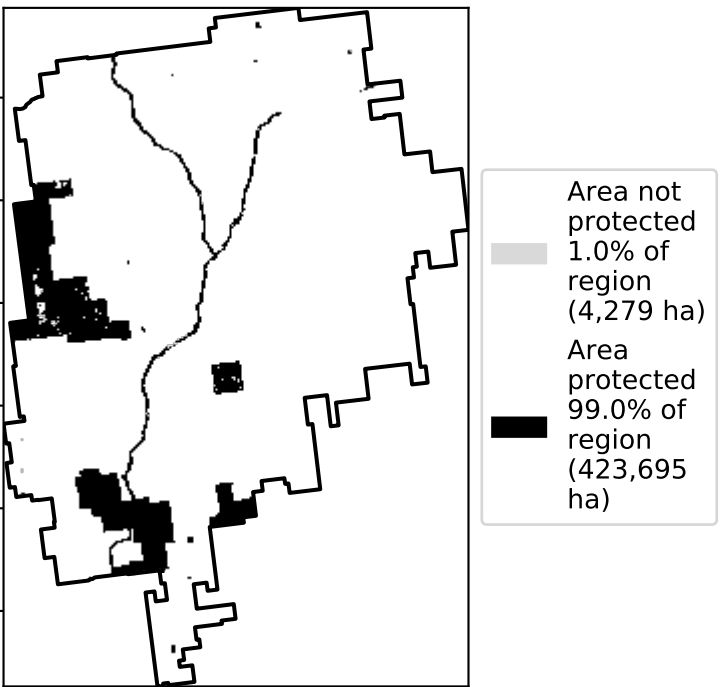 Area not
protected
1.0% of
region
(4,279 ha)
Area
protected
99.0% of
region
(423,695
ha)